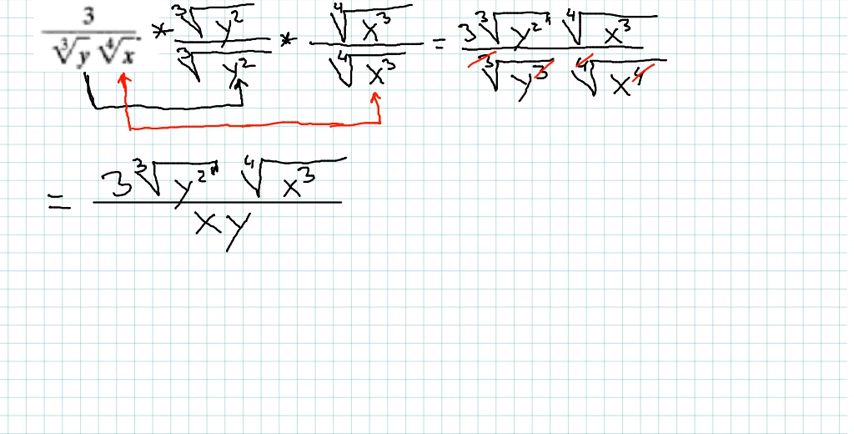 3/(∛y ∜x) * ∛y²/∛y² * ∜x³/∜x³ = 3∛y² ∜x³/(∛y³ ∜x⁴)
= 3∛y² ∜x³/(xy)